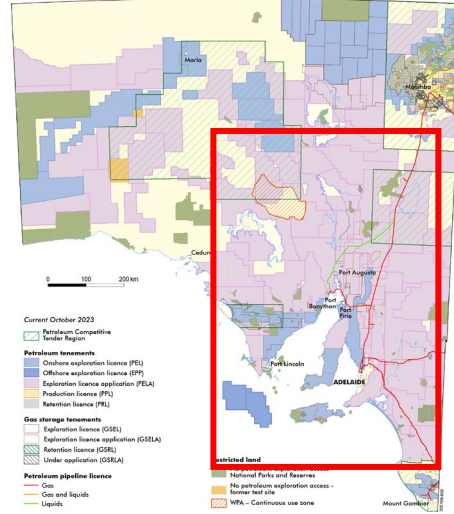 Marla
Moomba
Cedun
Port Augusta
Port
Bonython
Port
Pirie
Port Lincoln
ADELAIDE
Mount Gambier
0 100 200 km
Current October 2023
Petroleum Competitive
Tender Region
Petroleum tenements
Onshore exploration licence (PEL)
Offshore exploration licence (EPP)
Exploration licence application (PELA)
Production licence (PPL)
Retention licence (PRL)
Gas storage tenements
Exploration licence (GSEL)
Exploration licence application (GSELA)
Retention licence (GSRL)
Under application (GSRLA)
Petroleum pipeline licence
Gas
Gas and liquids
Liquids
estricted land
National Parks and Reserves
No petroleum exploration access -
former test site
WPA – Continuous use zone